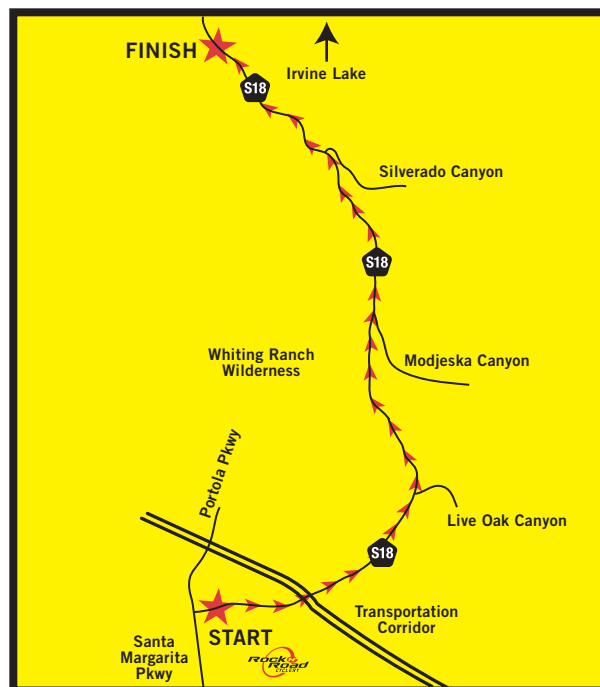 FINISH
Irvine Lake
S18
Silverado Canyon
S18
Whiting Ranch
Wilderness
Modjeska Canyon
Portola Pkwy
Live Oak Canyon
S18
Transportation
Corridor
START
Santa
Margarita
Pkwy
Rock
Road
CYCLERY